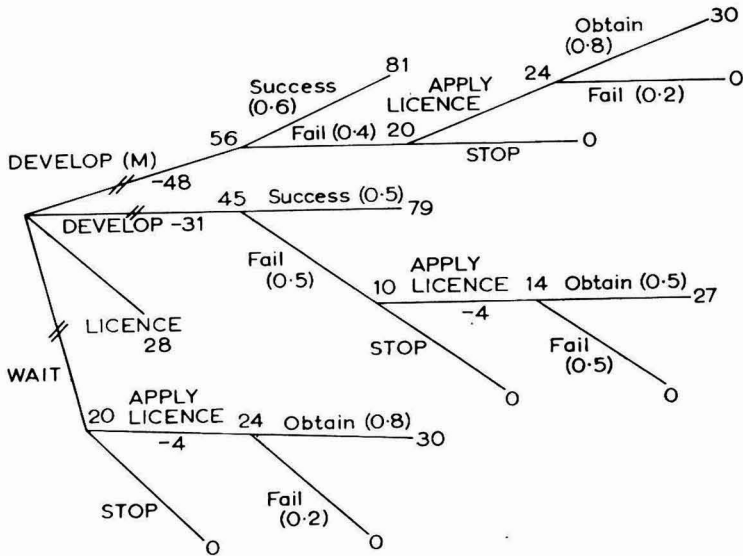 Obtain
(0·8)
30
0
Fail (0·2)
24
APPLY
LICENCE
81
Success
(0·6)
56
Fail (0·4)
20
STOP
0
DEVELOP (M)
-48
45
Success (0·5)
79
DEVELOP -31
Fail
(0·5)
10
APPLY
LICENCE
-4
14
Obtain (0·5)
27
STOP
0
Fail
(0·5)
0
LICENCE
28
WAIT
20
APPLY
LICENCE
-4
24
Obtain (0·8)
30
STOP
0
Fail
(0·2)
0